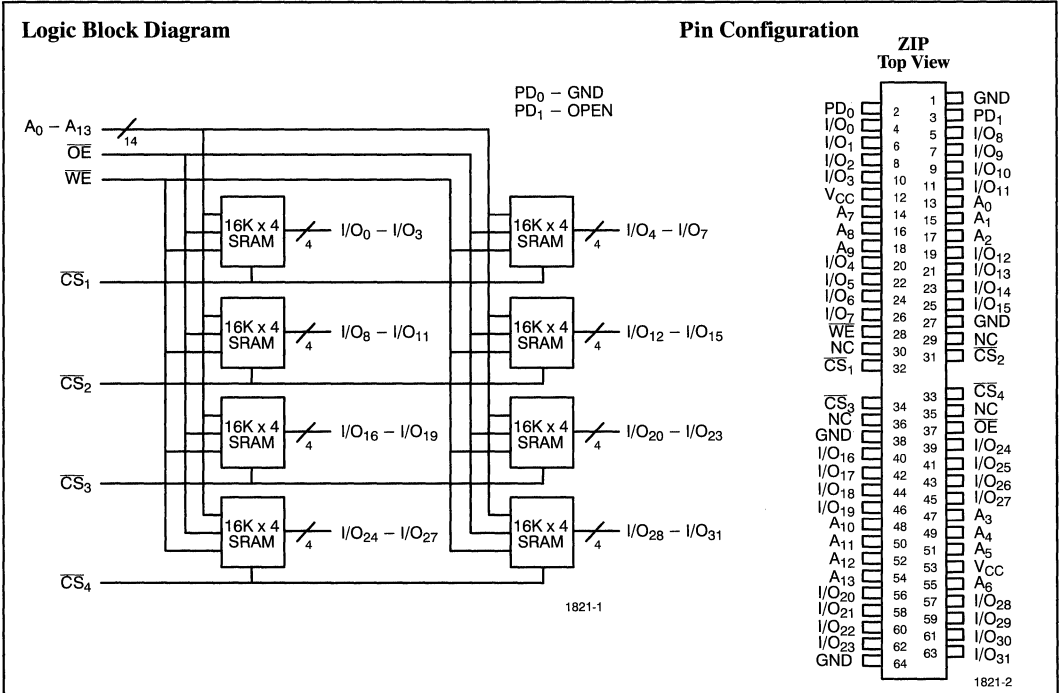 Logic Block Diagram
PD0 – GND
PD1 – OPEN
A0 – A13
14
OE
WE
16K x 4
SRAM
4
I/O0 – I/O3
16K x 4
SRAM
4
I/O4 – I/O7
CS1
16K x 4
SRAM
4
I/O8 – I/O11
16K x 4
SRAM
4
I/O12 – I/O15
CS2
16K x 4
SRAM
4
I/O16 – I/O19
16K x 4
SRAM
4
I/O20 – I/O23
CS3
16K x 4
SRAM
4
I/O24 – I/O27
16K x 4
SRAM
4
I/O28 – I/O31
CS4
1821-1
Pin Configuration
ZIP
Top View
1 GND
PD0 2
3 PD1
I/O0 4
5 I/O8
I/O1 6
7 I/O9
I/O2 8
9 I/O10
I/O3 10
11 I/O11
VCC 12
13 A0
A7 14
15 A1
A8 16
17 A2
A9 18
19 I/O12
I/O4 20
21 I/O13
I/O5 22
23 I/O14
I/O6 24
25 I/O15
I/O7 26
27 GND
WE 28
29 NC
NC 30
31 CS2
CS1 32
33 CS4
CS3 34
35 NC
NC 36
37 OE
GND 38
39 I/O24
I/O16 40
41 I/O25
I/O17 42
43 I/O26
I/O18 44
45 I/O27
I/O19 46
47 A3
A10 48
49 A4
A11 50
51 A5
A12 52
53 VCC
A13 54
55 A6
I/O20 56
57 I/O28
I/O21 58
59 I/O29
I/O22 60
61 I/O30
I/O23 62
63 I/O31
GND 64
1821-2